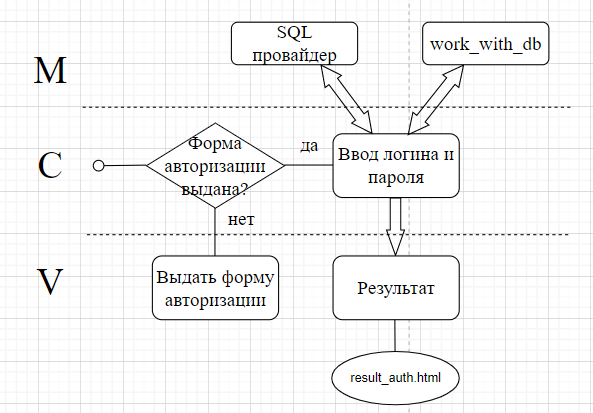 M
SQL
провайдер
work_with_db
C
Форма
авторизации
выдана?
да
Ввод логина и
пароля
нет
V
Выдать форму
авторизации
Результат
result_auth.html